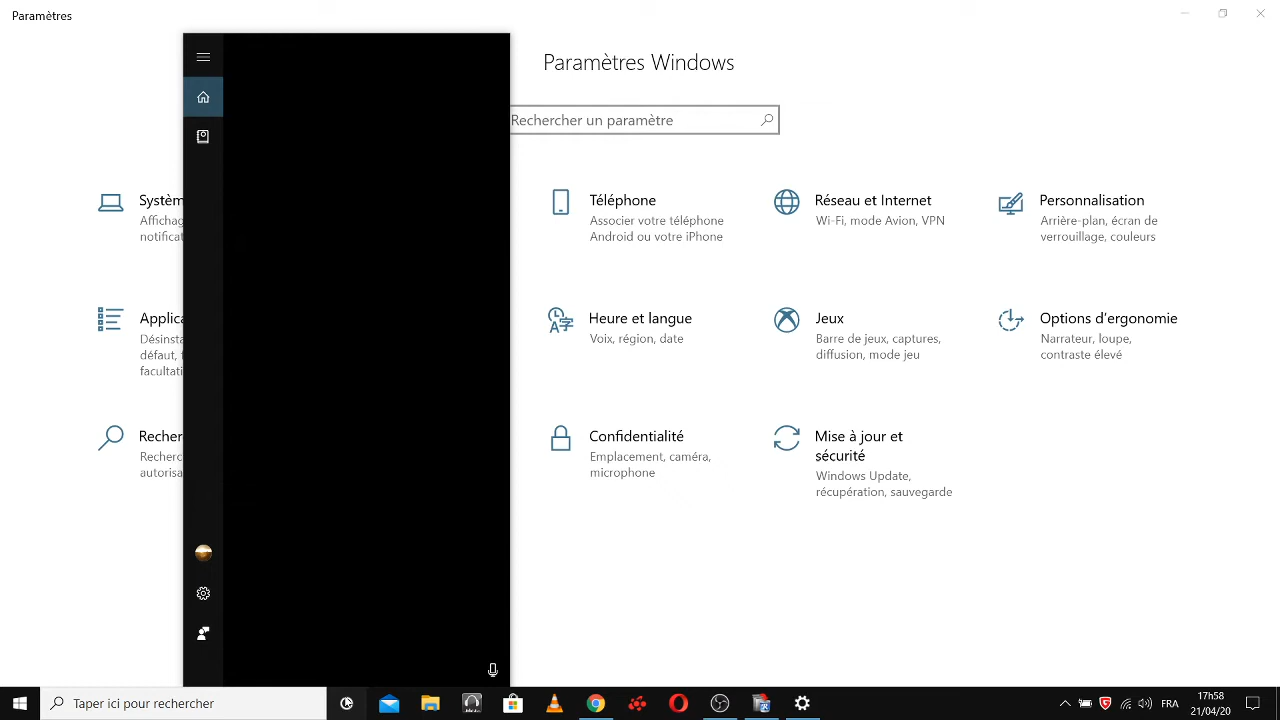 Paramètres
Paramètres Windows
Rechercher un paramètre
Systèm
Affichag
notificat
Téléphone
Associer votre téléphone
Android ou votre iPhone
Réseau et Internet
Wi-Fi, mode Avion, VPN
Personnalisation
Arrière-plan, écran de
verrouillage, couleurs
Applica
Désinsta
défaut, f
facultati
Heure et langue
Voix, région, date
Jeux
Barre de jeux, captures,
diffusion, mode jeu
Options d'ergonomie
Narrateur, loupe,
contraste élevé
Recher
Recherc
autorisa
Confidentialité
Emplacement, caméra,
microphone
Mise à jour et
sécurité
Windows Update,
récupération, sauvegarde
Taper ici pour rechercher
FRA
17h58
21/04/20